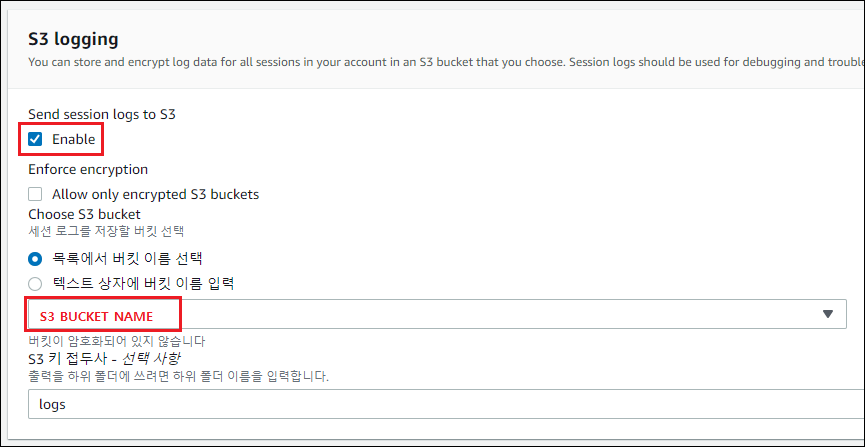 S3 logging
You can store and encrypt log data for all sessions in your account in an S3 bucket that you choose. Session logs should be used for debugging and
Send session logs to S3
Enable
Enforce encryption
Allow only encrypted S3 buckets
Choose S3 bucket
세션 로그를 저장할 버킷 선택
목록에서 버킷 이름 선택
텍스트 상자에 버킷 이름 입력
S3 BUCKET NAME
버킷이 암호화되어 있지 않습니다
S3 키 접두사 - 선택 사항
출력을 하위 폴더에 쓰려면 하위 폴더 이름을 입력합니다.
logs